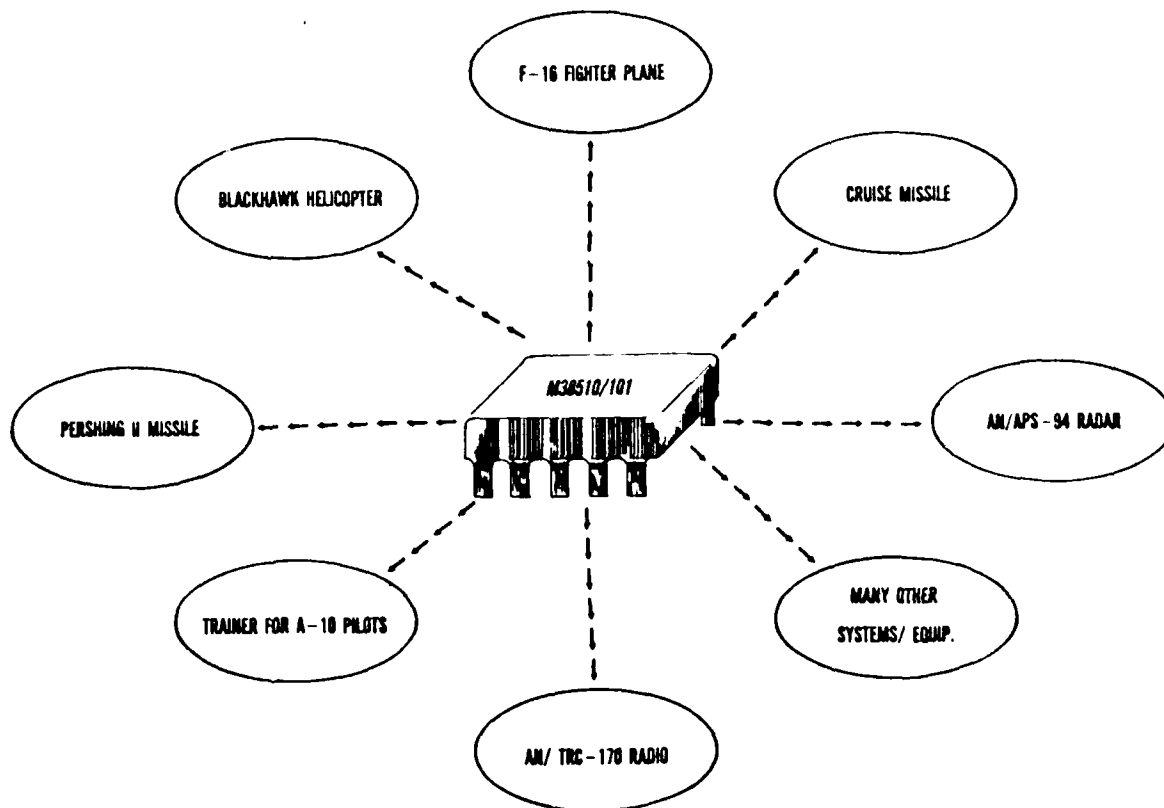 F-16 FIGHTER PLANE
BLACKHAWK HELICOPTER
CRUISE MISSILE
M38510/101
PERSHING II MISSILE
AN/APS-94 RADAR
TRAINER FOR A-10 PILOTS
MANY OTHER
SYSTEMS/ EQUIP.
AN/ TRC-170 RADIO